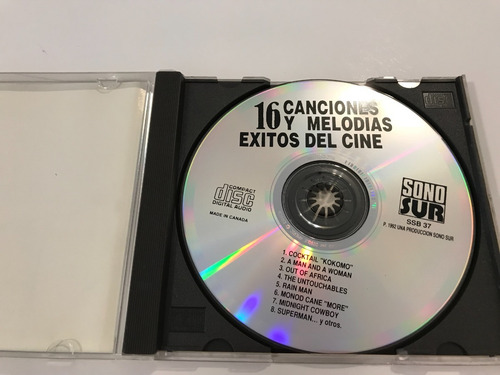 16 CANCIONES
Y MELODIAS
EXITOS DEL CINE
COMPACT
disc
DIGITAL AUDIO
MADE IN CANADA
SONO
SUR
SSB 37
P. 1992 UNA PRODUCCION SONO SUR
1. COCKTAIL "KOKOMO"
2. A MAN AND A WOMAN
3. OUT OF AFRICA
4. THE UNTOUCHABLES
5. RAIN MAN
6. MONOD CANE "MORE"
7. MIDNIGHT COWBOY
8. SUPERMAN... y otros.